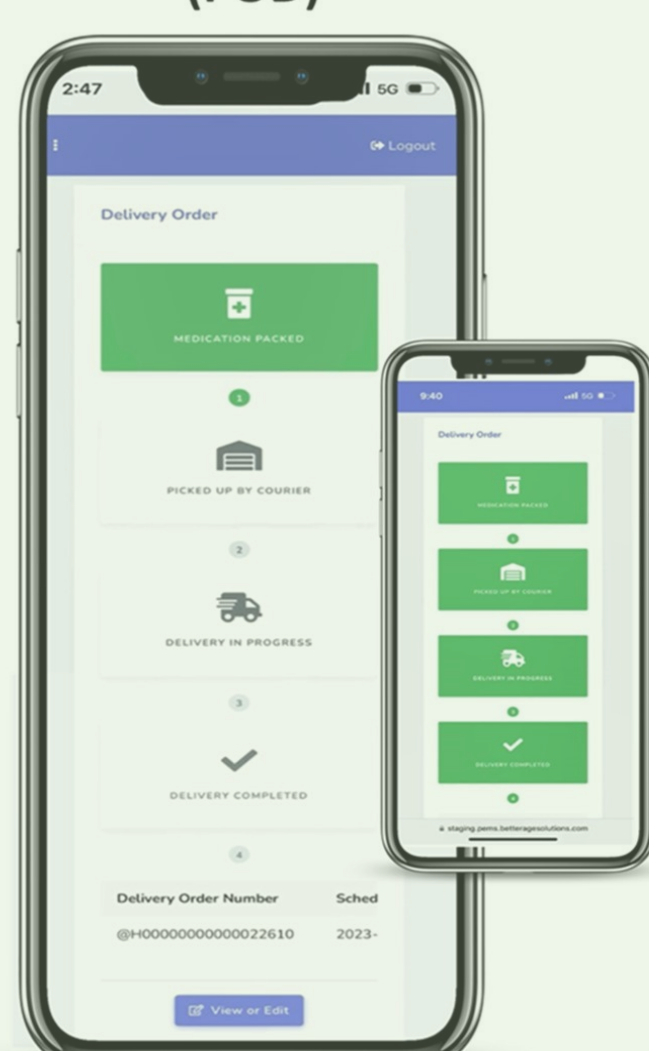 (POD)
2:47
5G
Logout
Delivery Order
MEDICATION PACKED
1
PICKED UP BY COURIER
2
DELIVERY IN PROGRESS
3
DELIVERY COMPLETED
4
Delivery Order Number Sched
@H00000000000022610 2023-
View or Edit
9:40
5G
Delivery Order
MEDICATION PACKED
PICKED UP BY COURIER
DELIVERY IN PROGRESS
DELIVERY COMPLETED
staging.pems.betteragesolutions.com